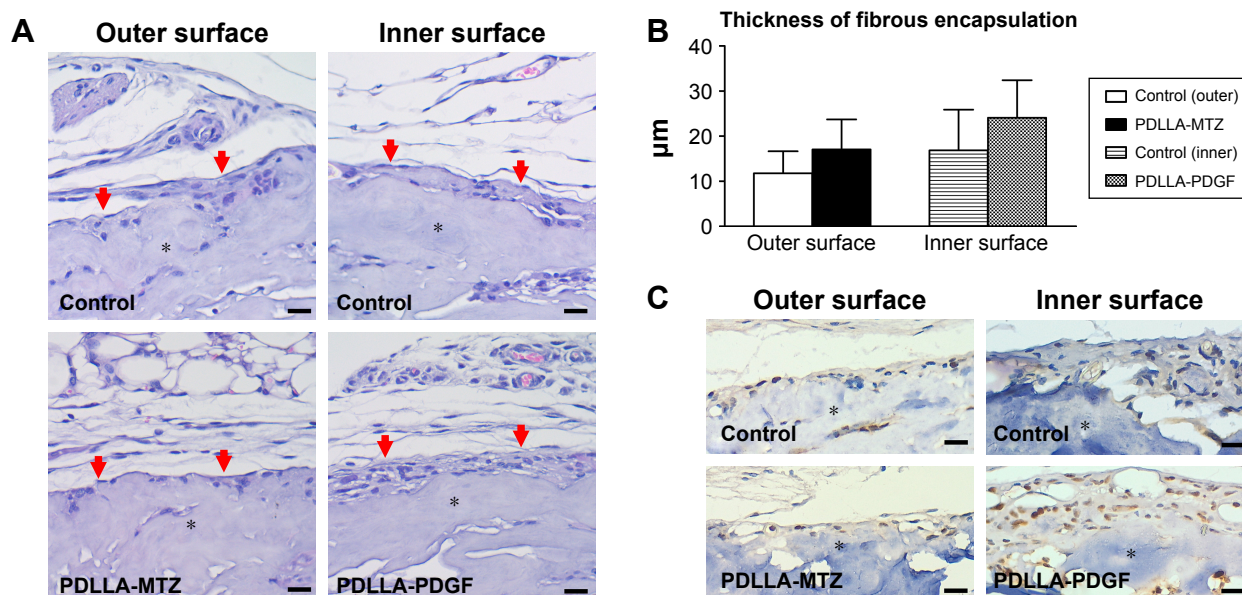 A
Outer surface
Inner surface
*
Control
*
Control
*
PDLLA-MTZ
*
PDLLA-PDGF
B
Thickness of fibrous encapsulation
40
30
20
10
0
µm
Outer surface
Inner surface
Control (outer)
PDLLA-MTZ
Control (inner)
PDLLA-PDGF
C
Outer surface
Inner surface
*
Control
*
Control
*
PDLLA-MTZ
*
PDLLA-PDGF